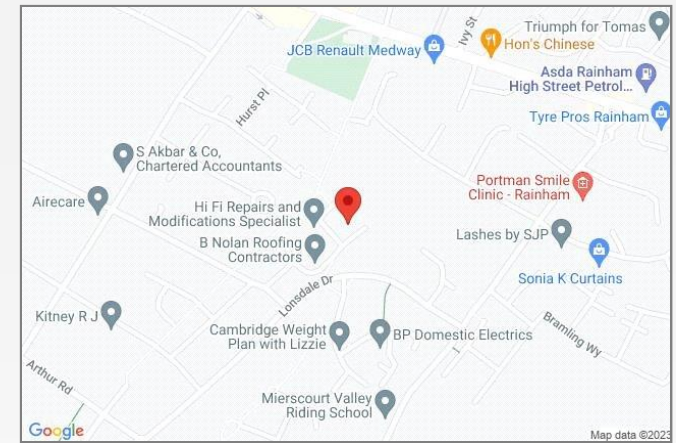 Triumph for Tomas
Ivy St
Hon's Chinese
JCB Renault Medway
Asda Rainham
High Street Petrol...
Hurst Pl
Tyre Pros Rainham
S Akbar & Co,
Chartered Accountants
Portman Smile
Clinic - Rainham
Airecare
Hi Fi Repairs and
Modifications Specialist
Lashes by SJP
B Nolan Roofing
Contractors
Sonia K Curtains
Lonsdale Dr
Kitney R J
Cambridge Weight
Plan with Lizzie
BP Domestic Electrics
Bramling Wy
Arthur Rd
Mierscourt Valley
Riding School
Google
Map data ©2023